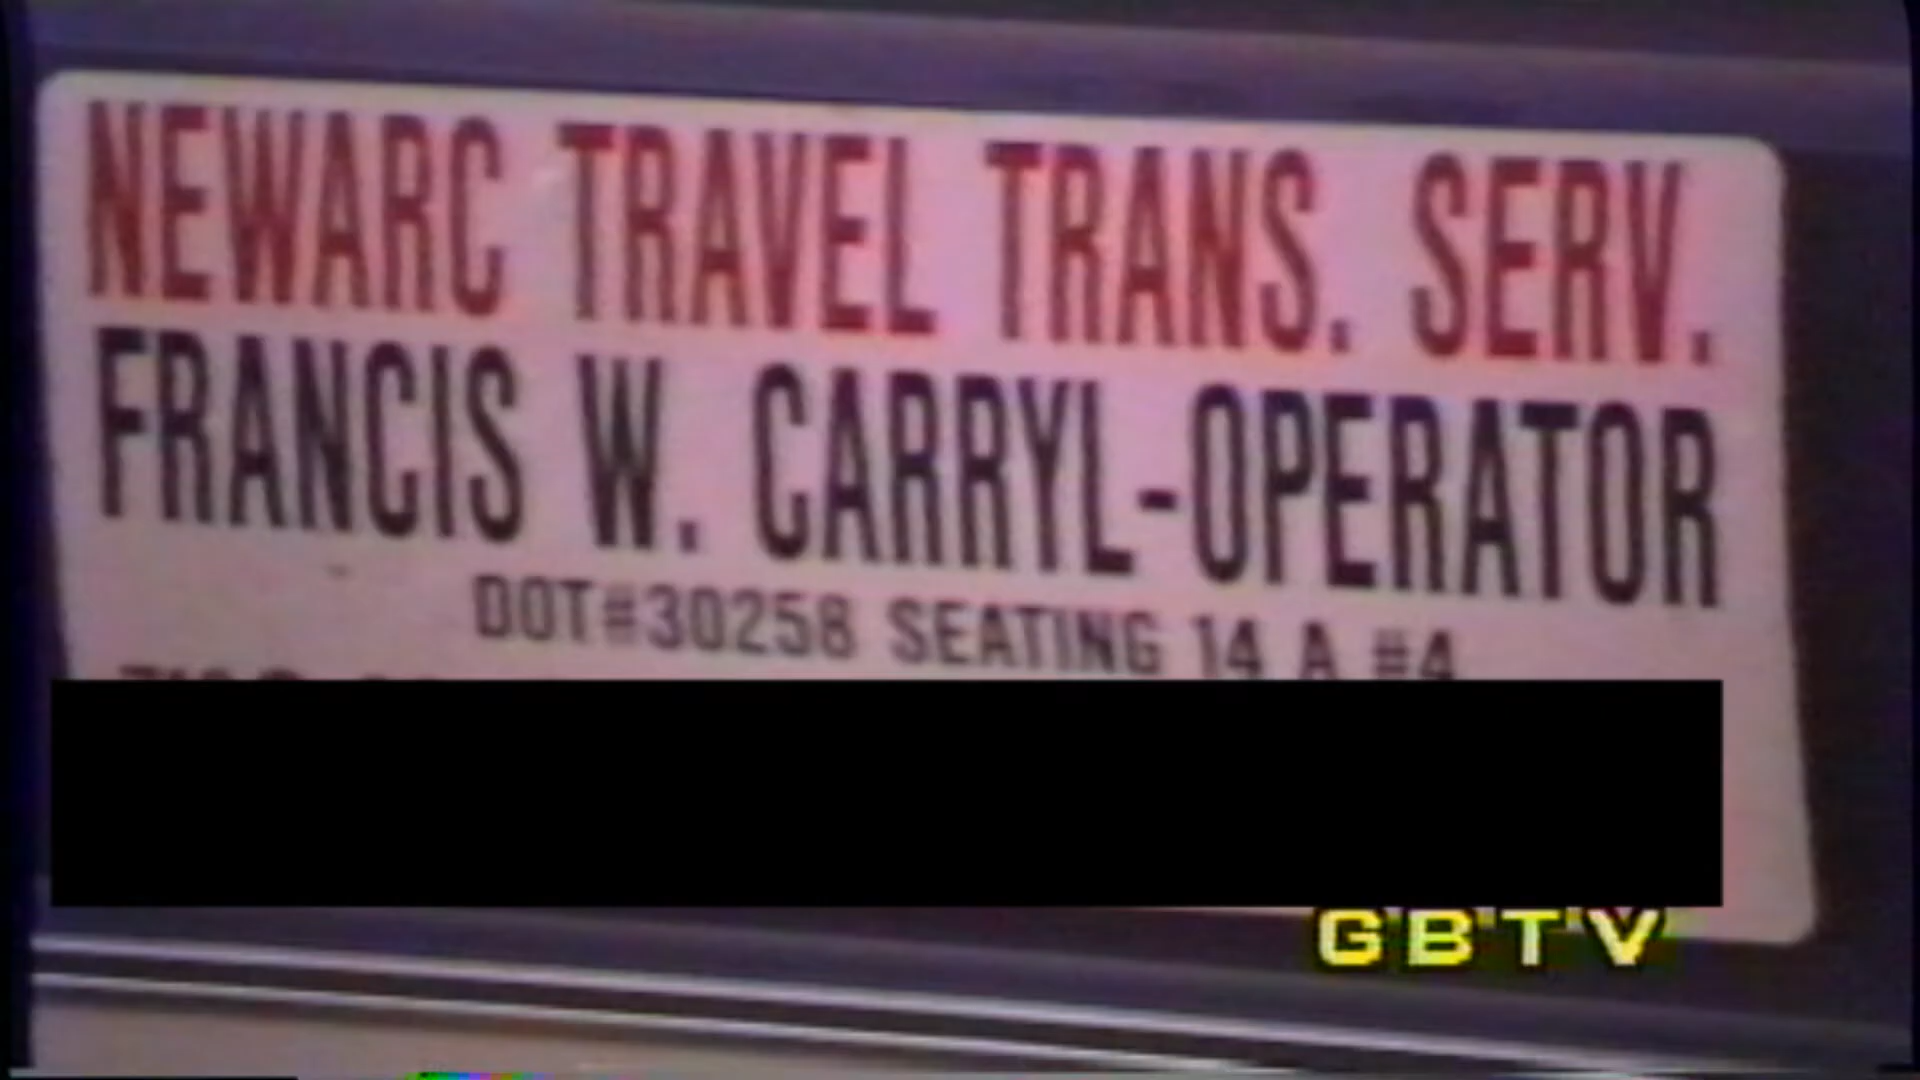 NEWARC TRAVEL TRANS. SERV.
FRANCIS W. CARRYL-OPERATOR
DOT#30258 SEATING 14 A #4
GBTV